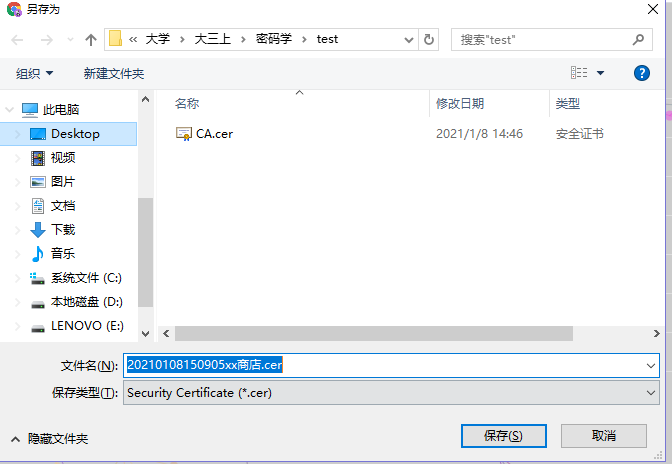 另存为
« 大学 > 大三上 > 密码学 > test
搜索"test"
组织
新建文件夹
名称
修改日期
类型
此电脑
Desktop
视频
图片
文档
下载
音乐
系统文件 (C:)
本地磁盘 (D:)
LENOVO (E:)
CA.cer
2021/1/8 14:46
安全证书
文件名(N):
20210108150905xx商店.cer
保存类型(T):
Security Certificate (*.cer)
隐藏文件夹
保存(S)
取消